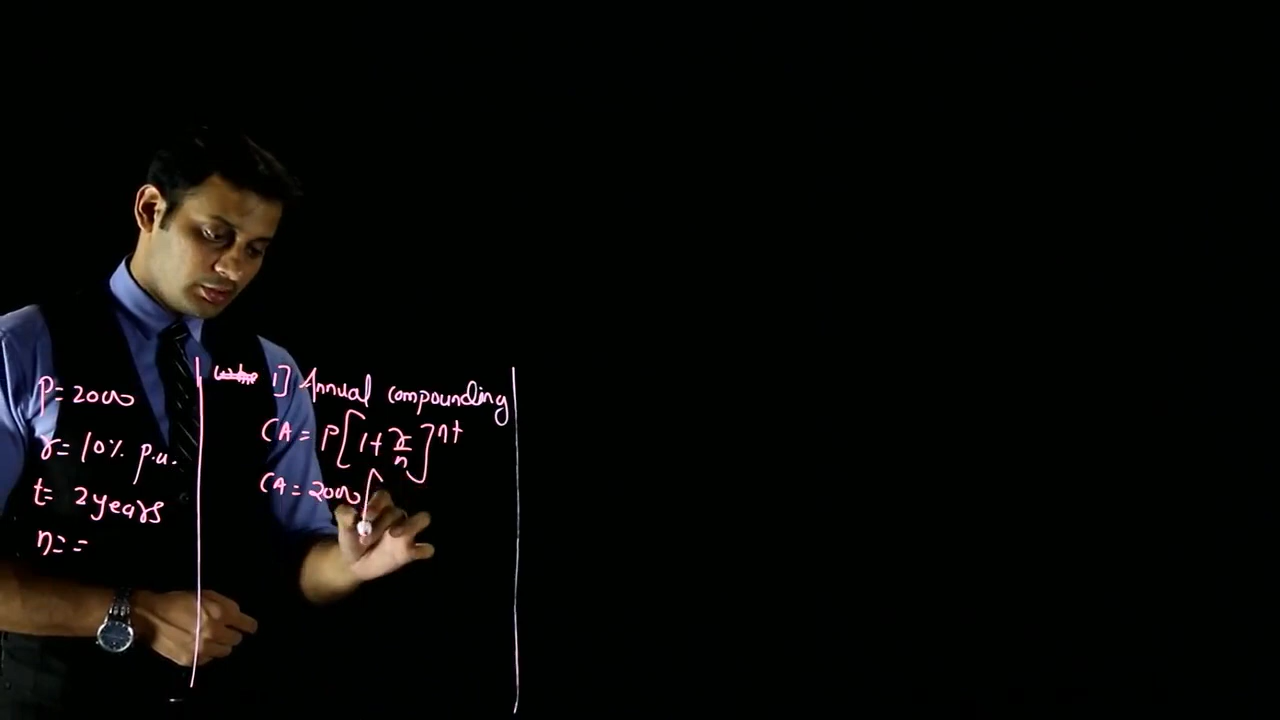 P = 2000
r = 10% p.a.
t = 2 years
n = =
1] Annual compounding
CA = P[1 + r/n]^nt
CA = 2000 [